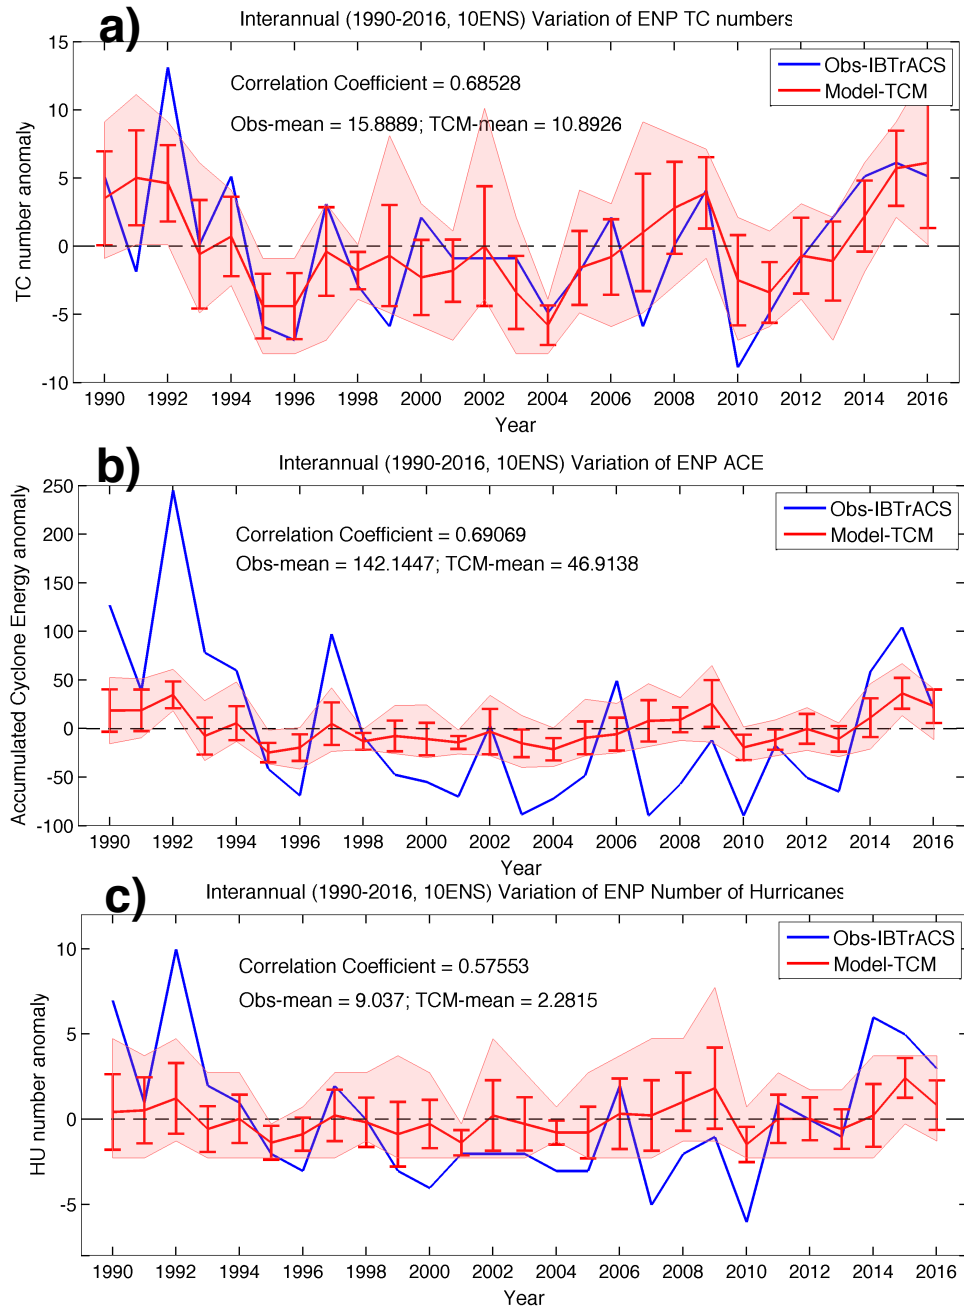 a)
Interannual (1990-2016, 10ENS) Variation of ENP TC numbers
15
10
5
0
-5
-10
TC number anomaly
Correlation Coefficient = 0.68528
Obs-mean = 15.8889; TCM-mean = 10.8926
Obs-IBTrACS
Model-TCM
1990 1992 1994 1996 1998 2000 2002 2004 2006 2008 2010 2012 2014 2016
Year
b)
Interannual (1990-2016, 10ENS) Variation of ENP ACE
250
200
150
100
50
0
-50
-100
Accumulated Cyclone Energy anomaly
Correlation Coefficient = 0.69069
Obs-mean = 142.1447; TCM-mean = 46.9138
Obs-IBTrACS
Model-TCM
1990 1992 1994 1996 1998 2000 2002 2004 2006 2008 2010 2012 2014 2016
Year
c)
Interannual (1990-2016, 10ENS) Variation of ENP Number of Hurricanes
10
5
0
-5
HU number anomaly
Correlation Coefficient = 0.57553
Obs-mean = 9.037; TCM-mean = 2.2815
Obs-IBTrACS
Model-TCM
1990 1992 1994 1996 1998 2000 2002 2004 2006 2008 2010 2012 2014 2016
Year